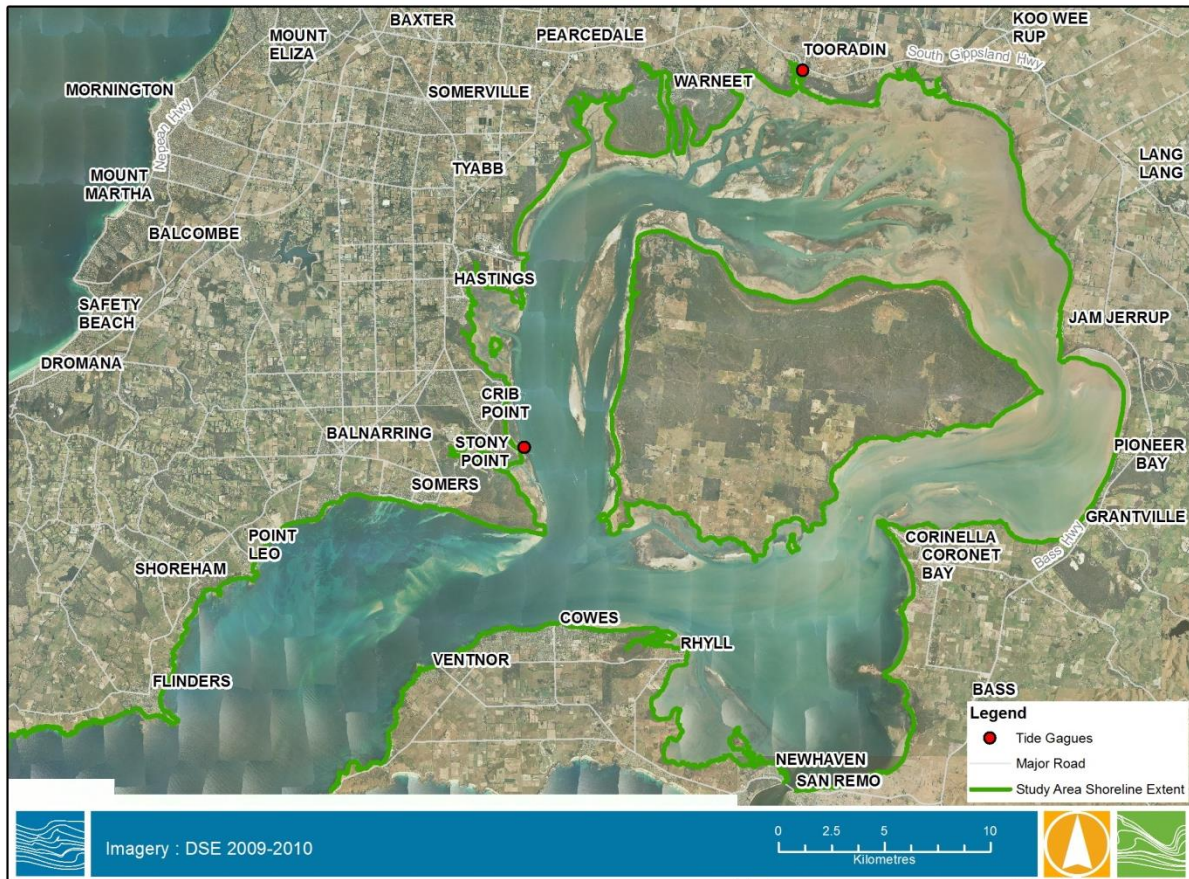 BAXTER
MOUNT
ELIZA
PEARCEDALE
KOO WEE
RUP
TOORADIN
South Gippsland Hwy
MORNINGTON
Nepean Hwy
SOMERVILLE
WARNEET
TYABB
LANG
LANG
MOUNT
MARTHA
BALCOMBE
HASTINGS
SAFETY
BEACH
JAM JERRUP
DROMANA
CRIB
POINT
BALNARRING
STONY
POINT
PIONEER
BAY
SOMERS
GRANTVILLE
Bass Hwy
POINT
LEO
CORINELLA
CORONET
BAY
SHOREHAM
COWES
RHYLL
VENTNOR
FLINDERS
BASS
NEWHAVEN
SAN REMO
Legend
Tide Gagues
Major Road
Study Area Shoreline Extent
Imagery : DSE 2009-2010
0 2.5 5 10
Kilometres